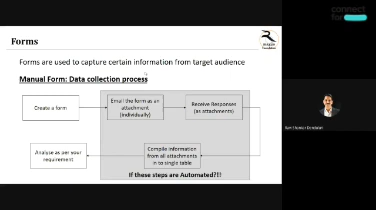 connect
for
Forms
Forms are used to capture certain information from target audience
Manual Form: Data collection process
Create a form
Email the form as an
attachment
(individually)
Receive Responses
(as attachments)
Analyse as per your
requirement
Compile information
from all attachments
in to single table
If these steps are Automated?!!